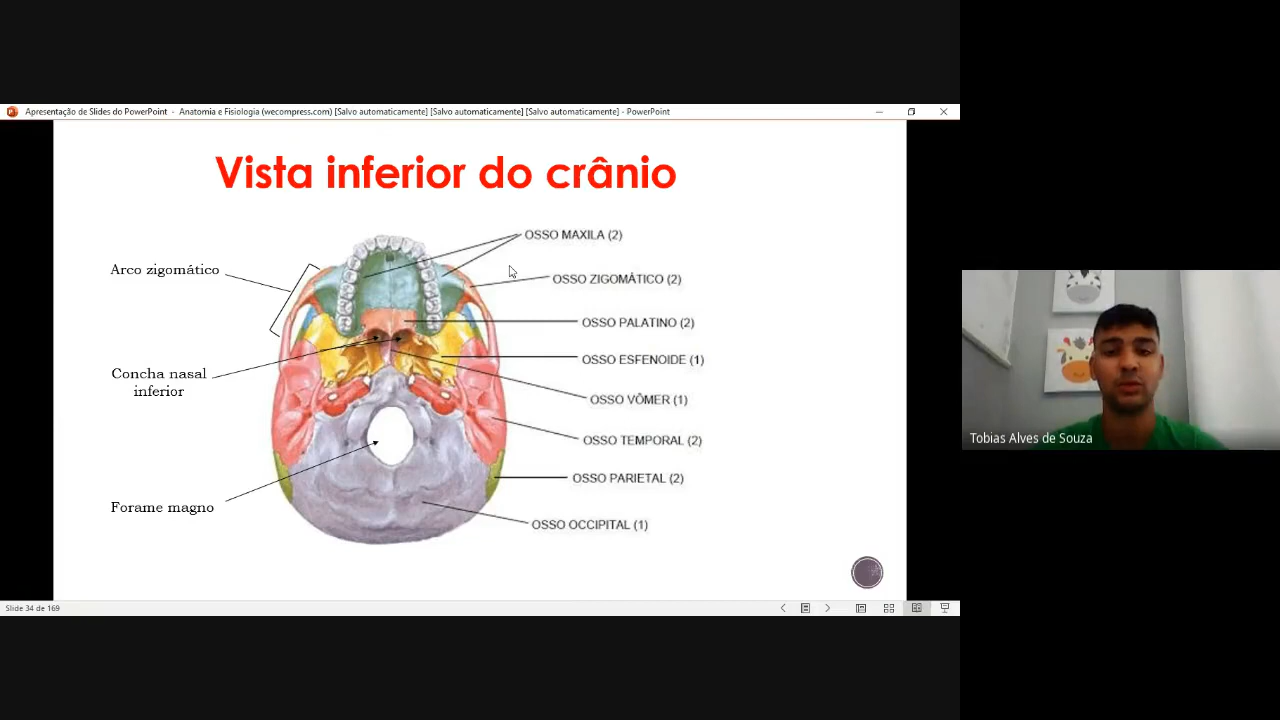 Apresentação de Slides do PowerPoint - Anatomia e Fisiologia (wecompress.com) [Salvo automaticamente] [Salvo automaticamente] [Salvo automaticamente] - PowerPoint
Vista inferior do crânio
OSSO MAXILA (2)
Arco zigomático
OSSO ZIGOMÁTICO (2)
OSSO PALATINO (2)
OSSO ESFENOIDE (1)
Concha nasal
inferior
OSSO VÔMER (1)
OSSO TEMPORAL (2)
Tobias Alves de Souza
OSSO PARIETAL (2)
Forame magno
OSSO OCCIPITAL (1)
Slide 34 de 169